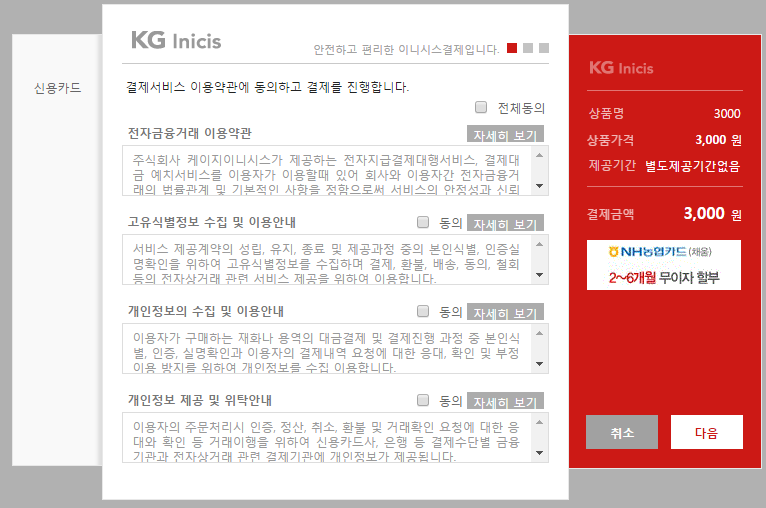 신용카드
KG Inicis
안전하고 편리한 이니시스결제입니다.
결제서비스 이용약관에 동의하고 결제를 진행합니다.
전체동의
전자금융거래 이용약관
자세히 보기
주식회사 케이지이니시스가 제공하는 전자지급결제대행서비스, 결제대
금 예치서비스를 이용자가 이용할때 있어 회사와 이용자간 전자금융거
래의 법률관계 및 기본적인 사항을 정함으로써 서비스의 안정성과 신뢰
고유식별정보 수집 및 이용안내
동의 자세히 보기
서비스 제공계약의 성립, 유지, 종료 및 제공과정 중의 본인식별, 인증실
명확인을 위하여 고유식별정보를 수집하며 결제, 환불, 배송, 동의, 철회
등의 전자상거래 관련 서비스 제공을 위하여 이용합니다.
개인정보의 수집 및 이용안내
동의 자세히 보기
이용자가 구매하는 재화나 용역의 대금결제 및 결제진행 과정 중 본인식
별, 인증, 실명확인과 이용자의 결제내역 요청에 대한 응대, 확인 및 부정
이용 방지를 위하여 개인정보를 수집 이용합니다.
개인정보 제공 및 위탁안내
동의 자세히 보기
이용자의 주문처리시 인증, 정산, 취소, 환불 및 거래확인 요청에 대한 응
대와 확인 등 거래이행을 위하여 신용카드사, 은행 등 결제수단별 금융
기관과 전자상거래 관련 결제기관에 개인정보가 제공됩니다.
KG Inicis
상품명 3000
상품가격 3,000 원
제공기간 별도제공기간없음
결제금액 3,000 원
NH농협카드(채움)
2~6개월 무이자 할부
취소 다음